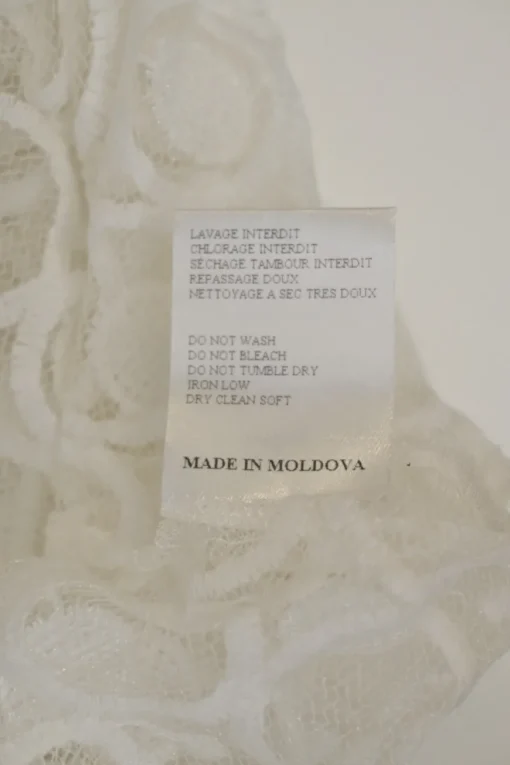 LAVAGE INTERDIT
CHLORAGE INTERDIT
SÉCHAGE TAMBOUR INTERDIT
REPASSAGE DOUX
NETTOYAGE A SEC TRES DOUX
DO NOT WASH
DO NOT BLEACH
DO NOT TUMBLE DRY
IRON LOW
DRY CLEAN SOFT
MADE IN MOLDOVA